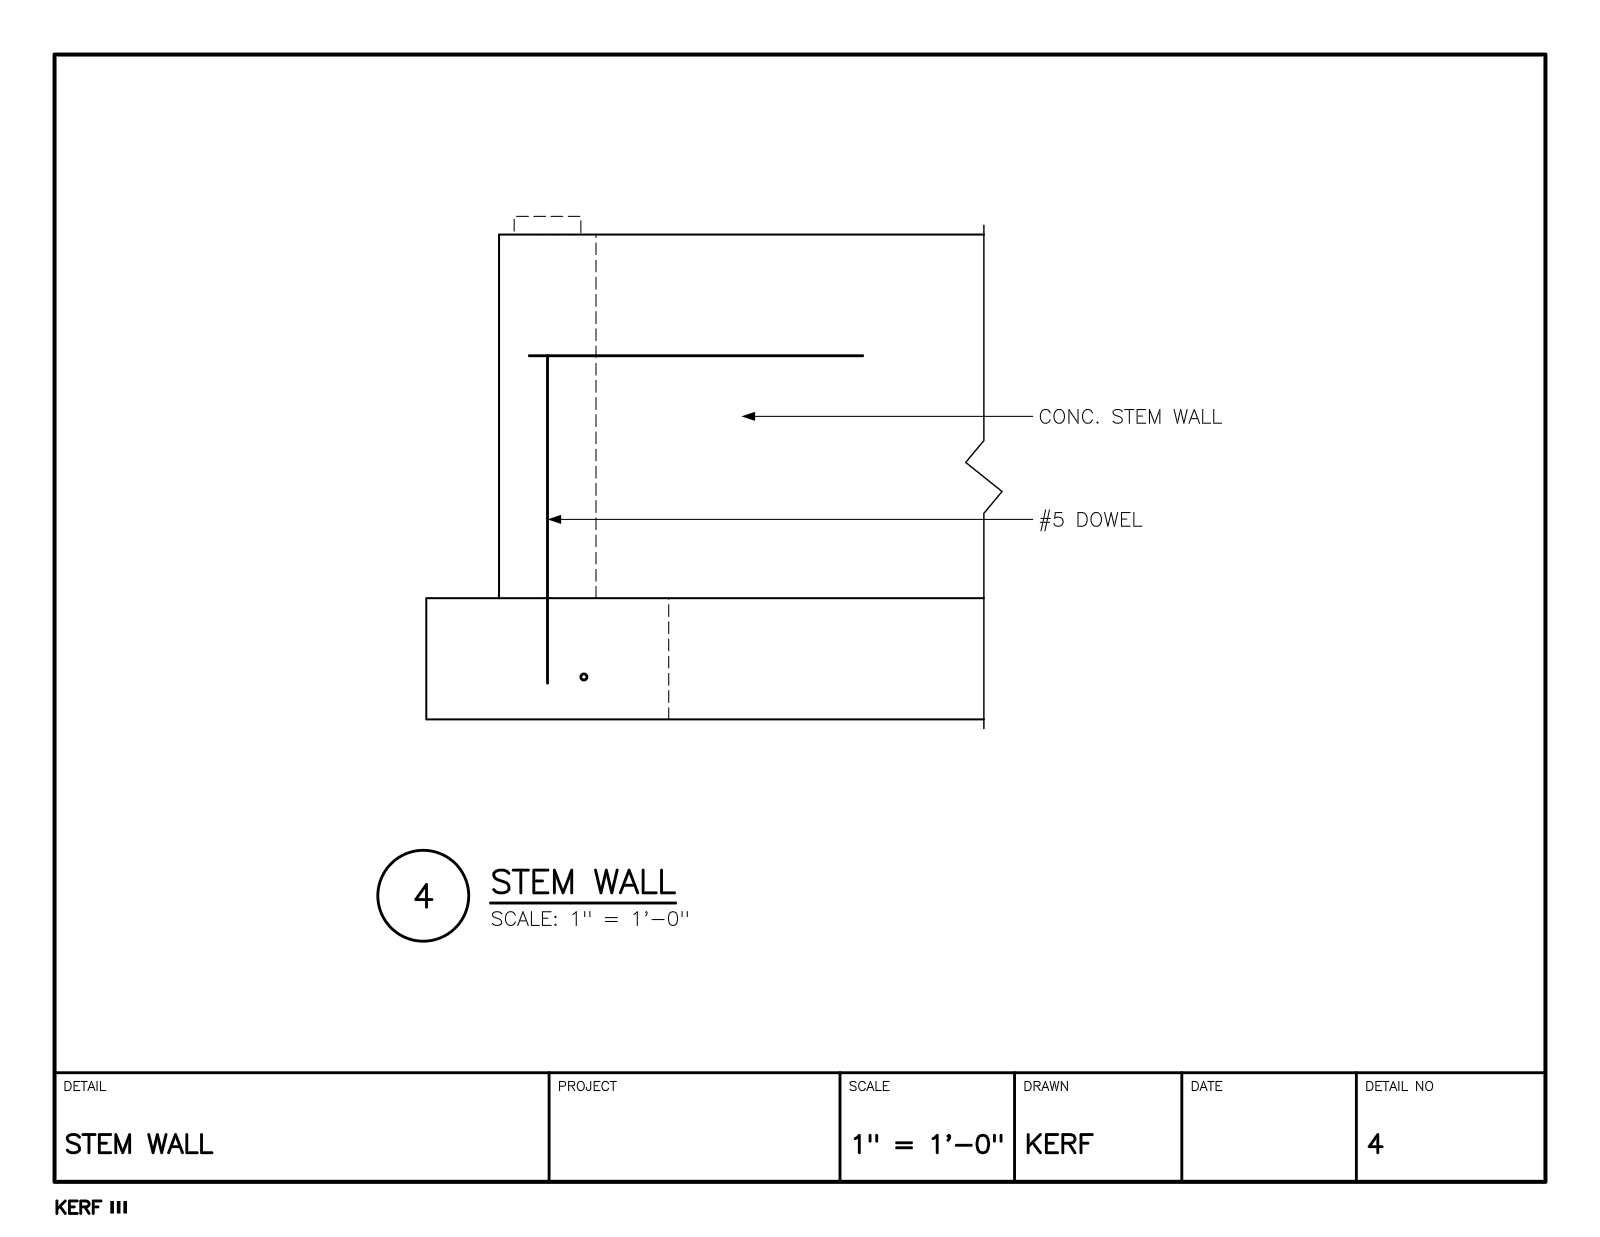 CONC. STEM WALL
#5 DOWEL
4
STEM WALL
SCALE: 1" = 1'-0"
DETAIL
STEM WALL
PROJECT
SCALE
1" = 1'-0"
DRAWN
KERF
DATE
DETAIL NO
4
KERF III